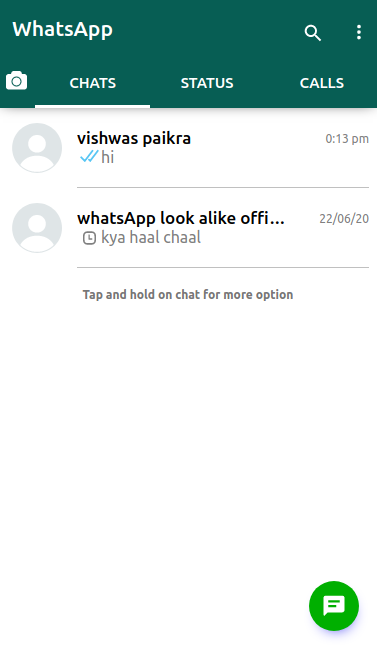 WhatsApp
CHATS STATUS CALLS
vishwas paikra 0:13 pm
hi
whatsApp look alike offi... 22/06/20
kya haal chaal
Tap and hold on chat for more option